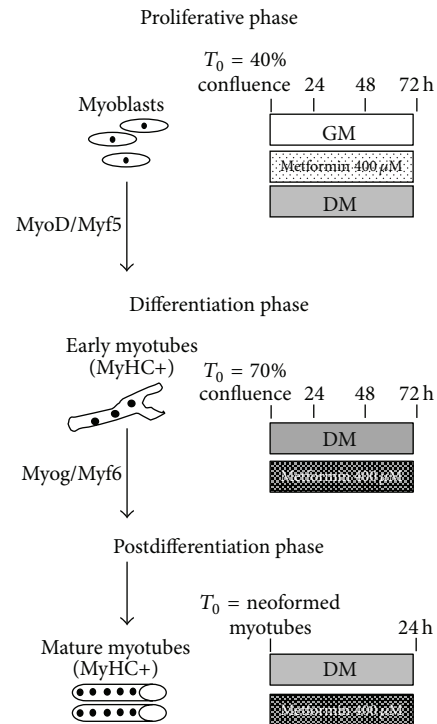 Proliferative phase
T₀ = 40%
confluence
24 48 72 h
Myoblasts
GM
Metformin 400 μM
DM
MyoD/Myf5
Differentiation phase
Early myotubes
(MyHC+)
T₀ = 70%
confluence
24 48 72 h
DM
Metformin 400 μM
Myog/Myf6
Postdifferentiation phase
T₀ = neoformed
myotubes
24 h
Mature myotubes
(MyHC+)
DM
Metformin 400 μM